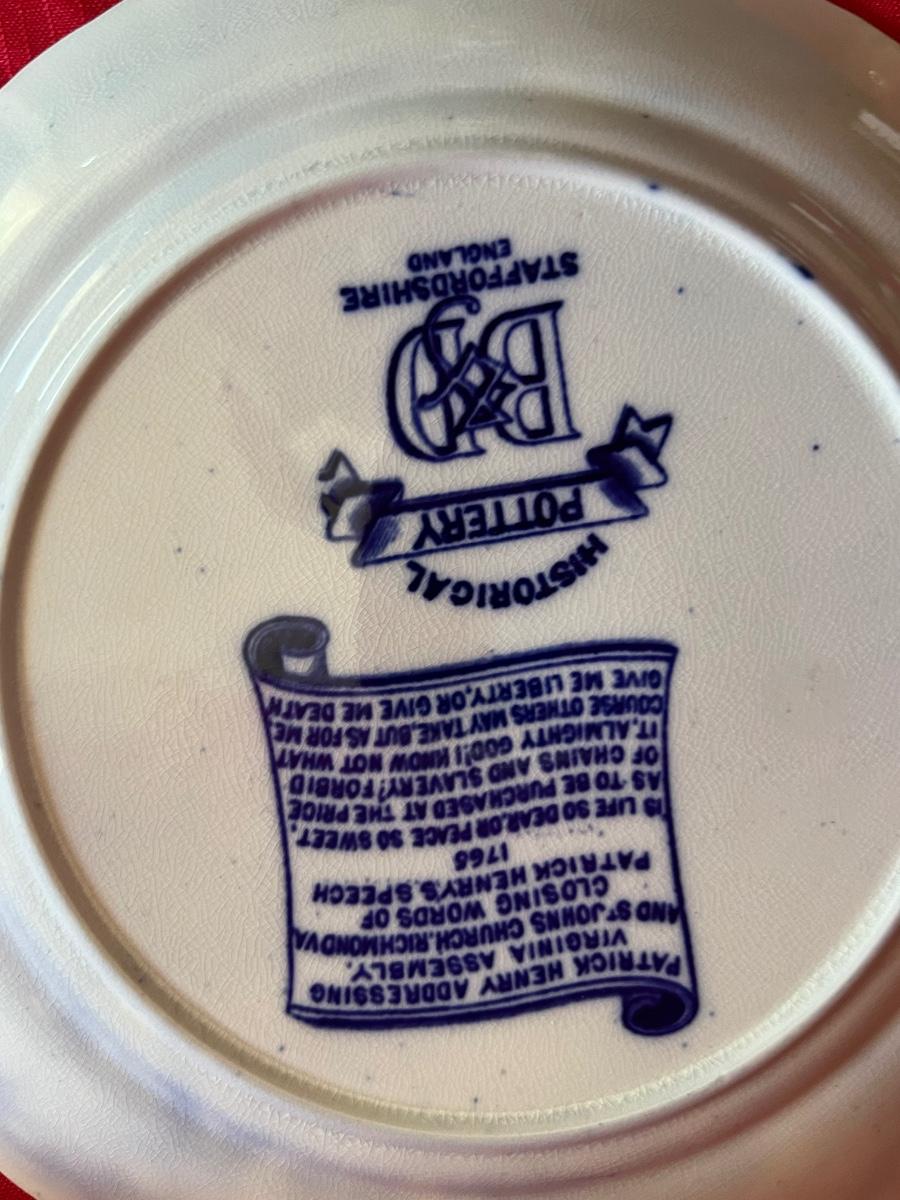 PATRICK HENRY ADDRESSING
VIRGINIA ASSEMBLY.
AND ST JOHNS CHURCH.RICHMOND VA
CLOSING WORDS OF
PATRICK HENRY'S SPEECH
1765
IS LIFE SO DEAR.OR PEACE SO SWEET.
AS TO BE PURCHASED AT THE PRICE
OF CHAINS AND SLAVERY? FORBID
IT.ALMIGHTY GOD! I KNOW NOT WHAT
COURSE OTHERS MAY TAKE.BUT AS FOR ME
GIVE ME LIBERTY.OR GIVE ME DEATH
HISTORICAL
POTTERY
B&D
STAFFORDSHIRE
ENGLAND